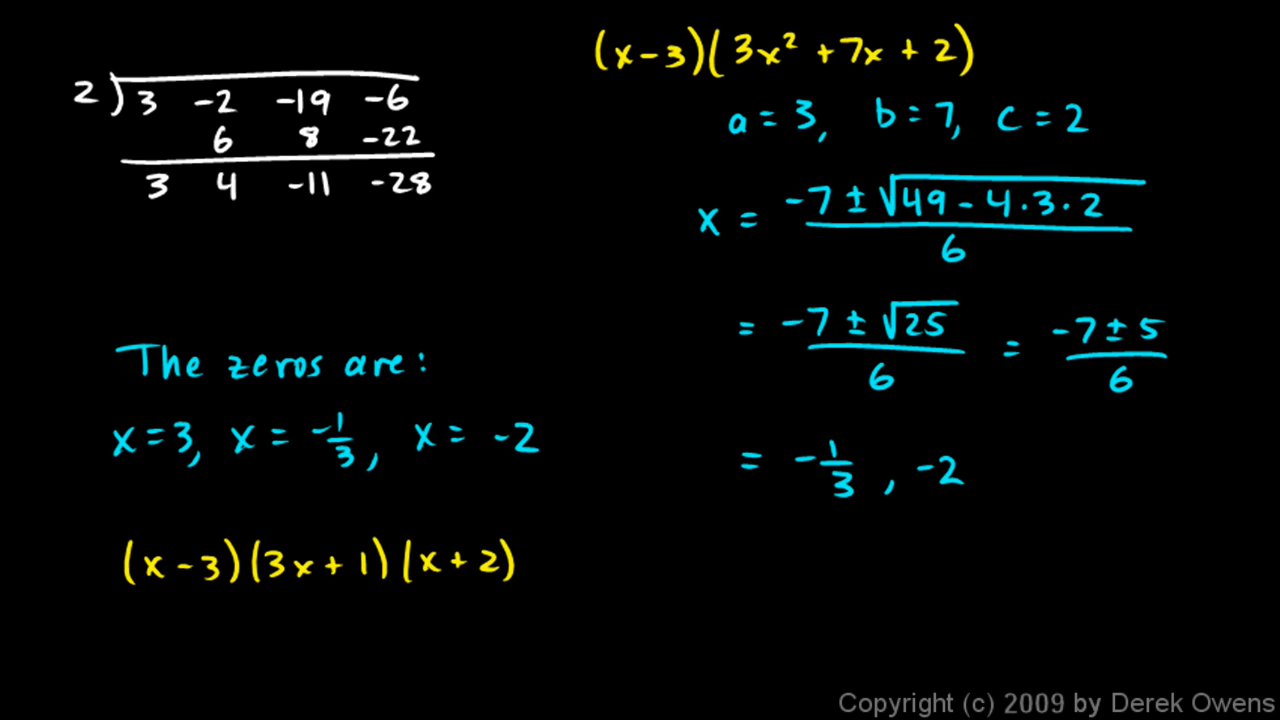 2 ) 3 -2 -19 -6
6 8 -22
3 4 -11 -28
The zeros are:
x = 3, x = -1/3, x = -2
(x - 3)(3x + 1)(x + 2)
(x - 3)(3x² + 7x + 2)
a = 3, b = 7, c = 2
x = (-7 ± √(49 - 4·3·2))/6
= (-7 ± √25)/6 = (-7 ± 5)/6
= -1/3, -2
Copyright (c) 2009 by Derek Owens